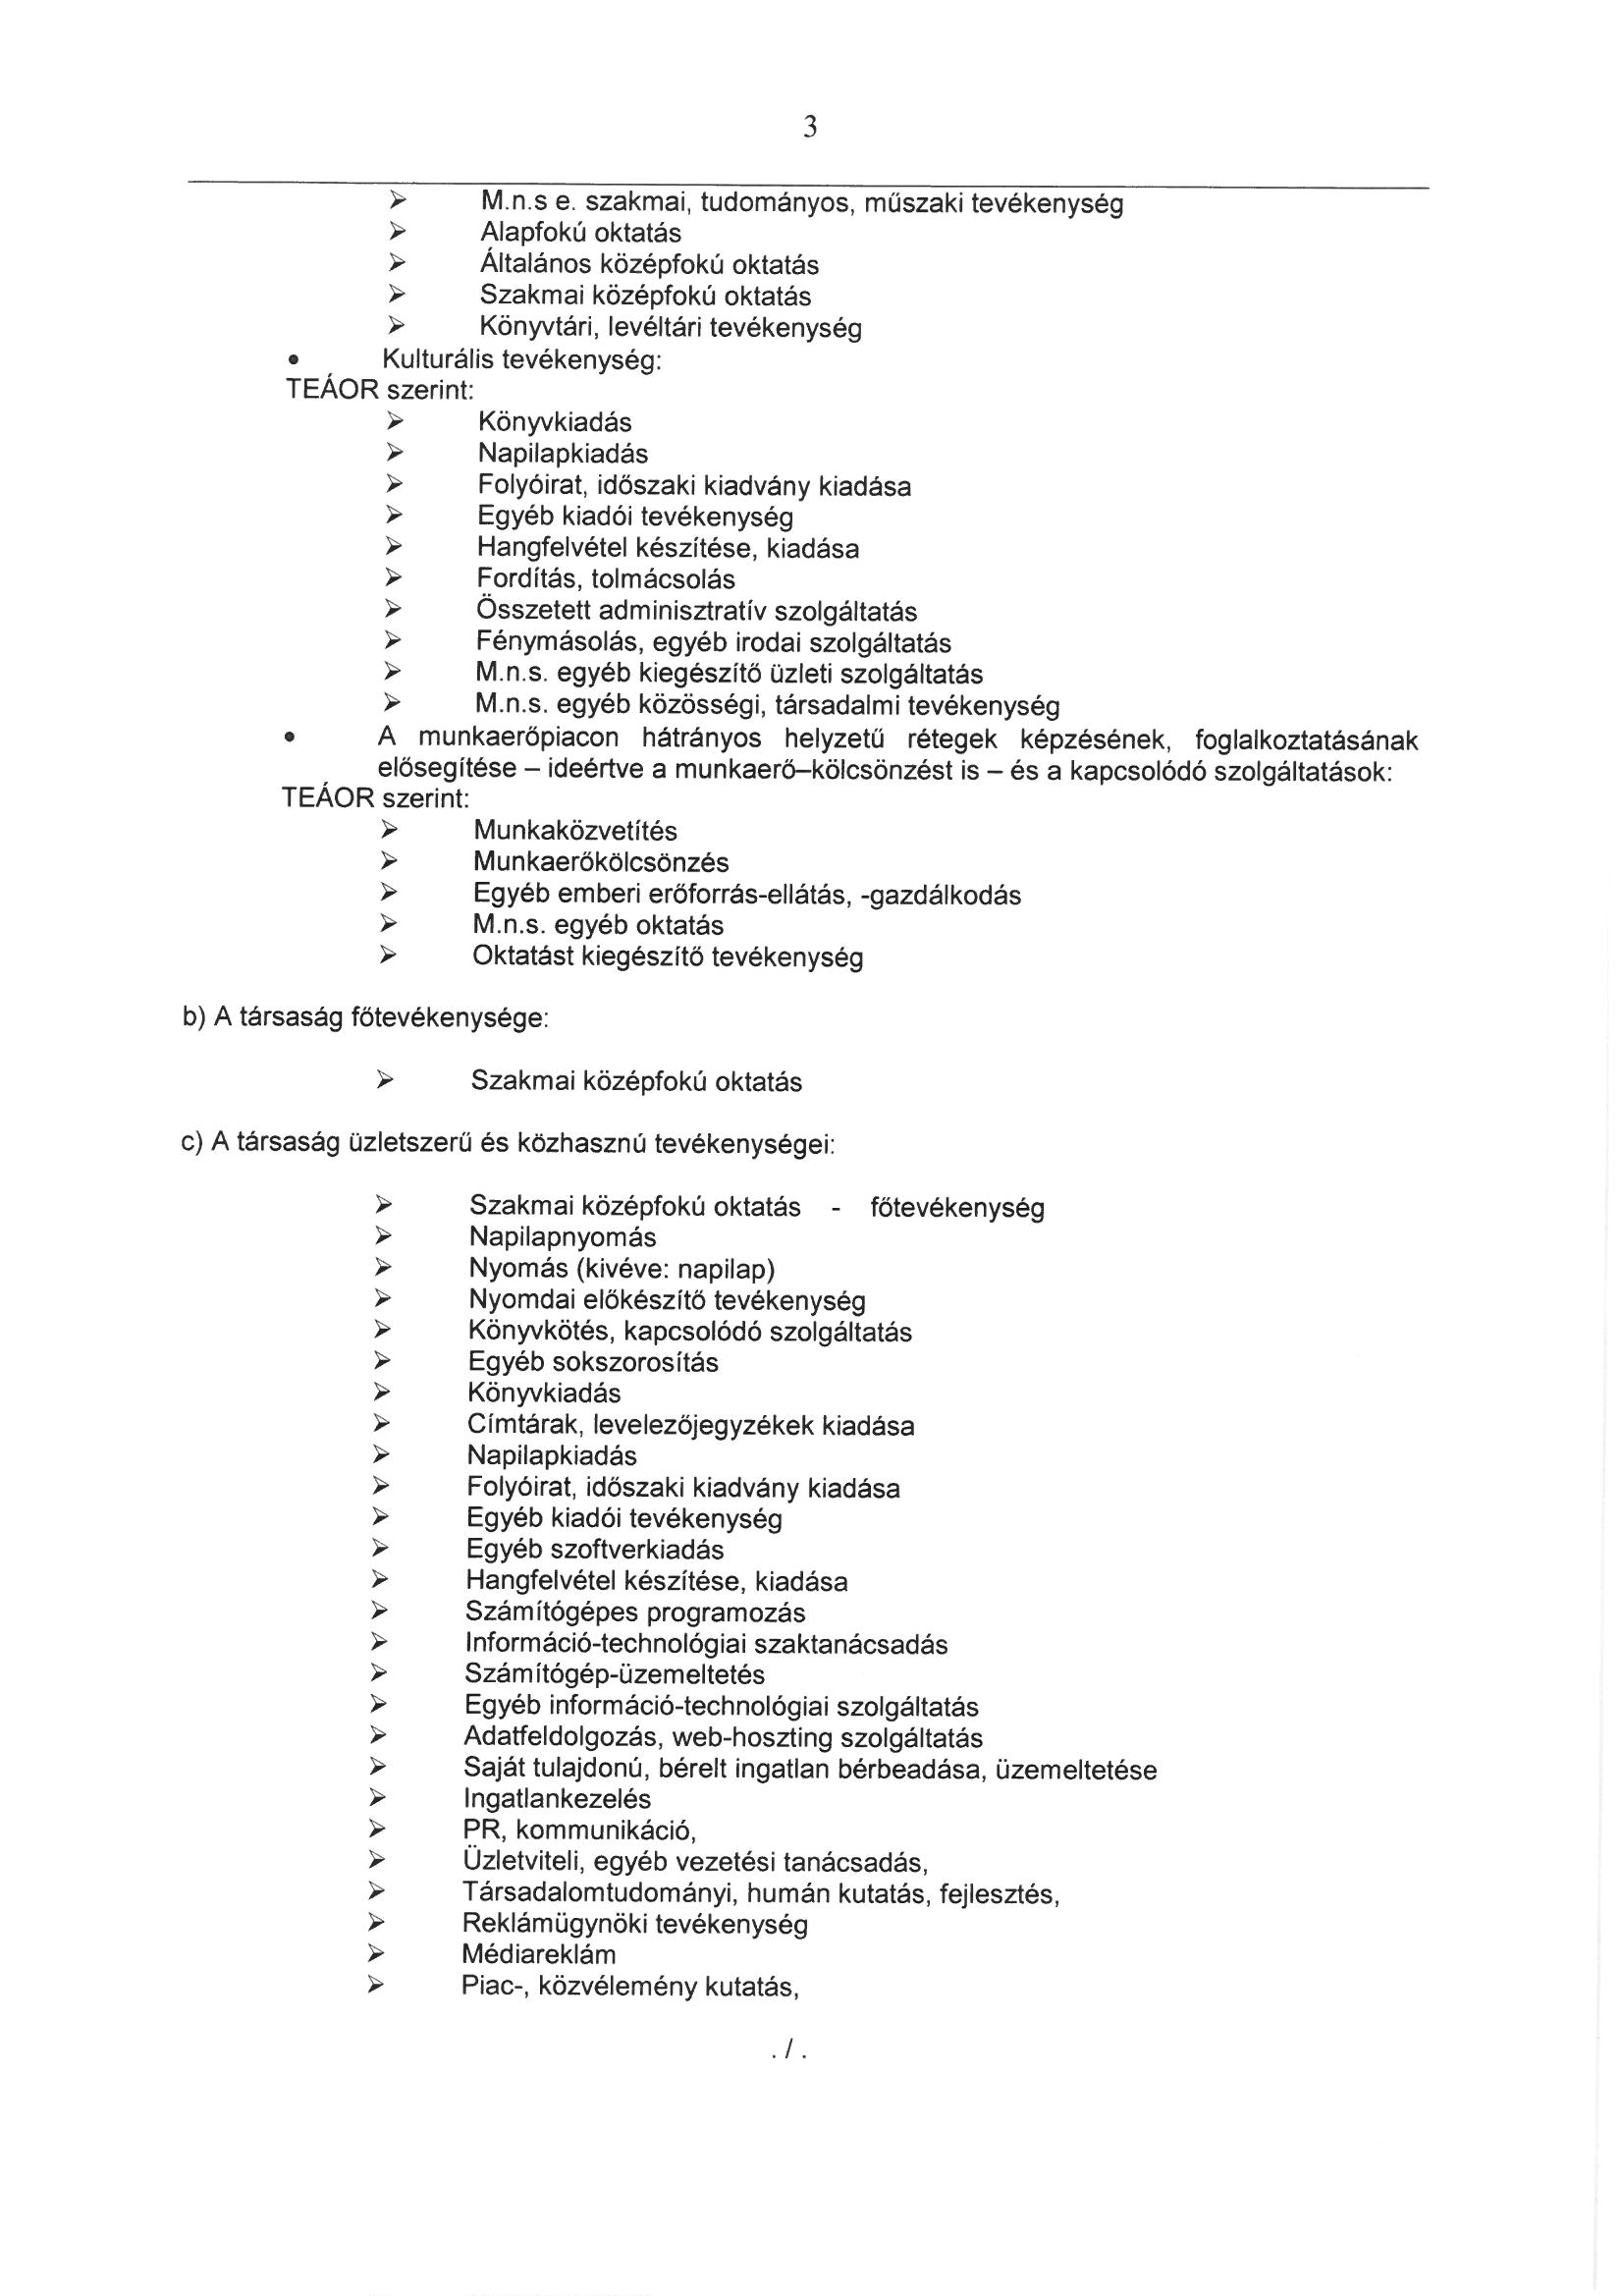 3
➢ M.n.s e. szakmai, tudományos, műszaki tevékenység
➢ Alapfokú oktatás
➢ Általános középfokú oktatás
➢ Szakmai középfokú oktatás
➢ Könyvtári, levéltári tevékenység
• Kulturális tevékenység:
TEÁOR szerint:
➢ Könyvkiadás
➢ Napilapkiadás
➢ Folyóirat, időszaki kiadvány kiadása
➢ Egyéb kiadói tevékenység
➢ Hangfelvétel készítése, kiadása
➢ Fordítás, tolmácsolás
➢ Összetett adminisztratív szolgáltatás
➢ Fénymásolás, egyéb irodai szolgáltatás
➢ M.n.s. egyéb kiegészítő üzleti szolgáltatás
➢ M.n.s. egyéb közösségi, társadalmi tevékenység
• A munkaerőpiacon hátrányos helyzetű rétegek képzésének, foglalkoztatásának
elősegítése – ideértve a munkaerő–kölcsönzést is – és a kapcsolódó szolgáltatások:
TEÁOR szerint:
➢ Munkaközvetítés
➢ Munkaerőkölcsönzés
➢ Egyéb emberi erőforrás-ellátás, -gazdálkodás
➢ M.n.s. egyéb oktatás
➢ Oktatást kiegészítő tevékenység
b) A társaság főtevékenysége:
➢ Szakmai középfokú oktatás
c) A társaság üzletszerű és közhasznú tevékenységei:
➢ Szakmai középfokú oktatás - főtevékenység
➢ Napilapnyomás
➢ Nyomás (kivéve: napilap)
➢ Nyomdai előkészítő tevékenység
➢ Könyvkötés, kapcsolódó szolgáltatás
➢ Egyéb sokszorosítás
➢ Könyvkiadás
➢ Címtárak, levelezőjegyzékek kiadása
➢ Napilapkiadás
➢ Folyóirat, időszaki kiadvány kiadása
➢ Egyéb kiadói tevékenység
➢ Egyéb szoftverkiadás
➢ Hangfelvétel készítése, kiadása
➢ Számítógépes programozás
➢ Információ-technológiai szaktanácsadás
➢ Számítógép-üzemeltetés
➢ Egyéb információ-technológiai szolgáltatás
➢ Adatfeldolgozás, web-hoszting szolgáltatás
➢ Saját tulajdonú, bérelt ingatlan bérbeadása, üzemeltetése
➢ Ingatlankezelés
➢ PR, kommunikáció,
➢ Üzletviteli, egyéb vezetési tanácsadás,
➢ Társadalomtudományi, humán kutatás, fejlesztés,
➢ Reklámügynöki tevékenység
➢ Médiareklám
➢ Piac-, közvélemény kutatás,
. / .